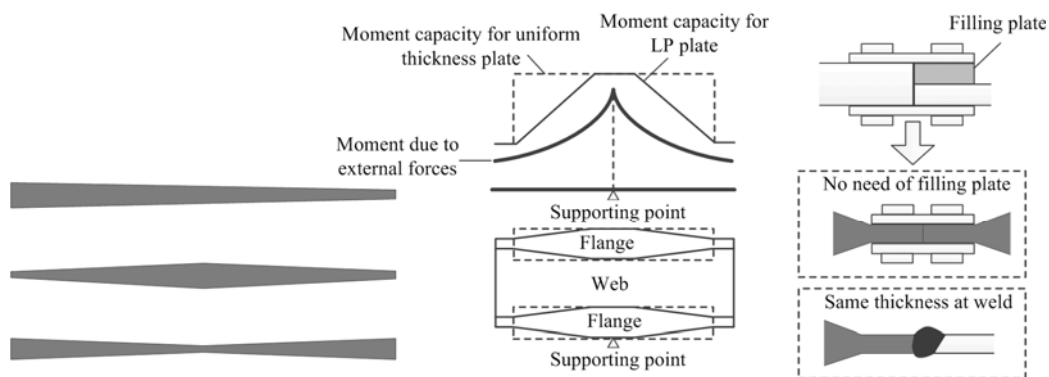 Moment capacity for uniform
thickness plate
Moment capacity for
LP plate
Moment due to
external forces
Supporting point
Flange
Web
Flange
Supporting point
Filling plate
No need of filling plate
Same thickness at weld